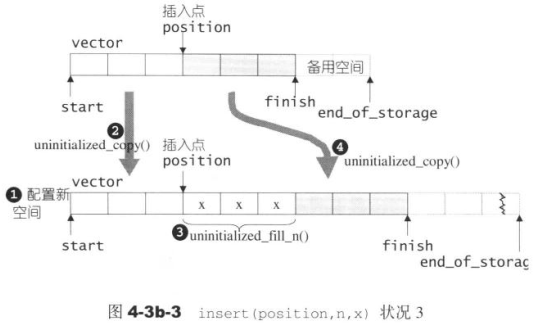 插入点
position
vector
备用空间
start
finish
end_of_storage
❷
uninitialized_copy()
插入点
position
❹
uninitialized_copy()
❶ 配置新
空间
vector
x x x
start
❸ uninitialized_fill_n()
finish
end_of_storag
图 4-3b-3 insert(position,n,x) 状况 3